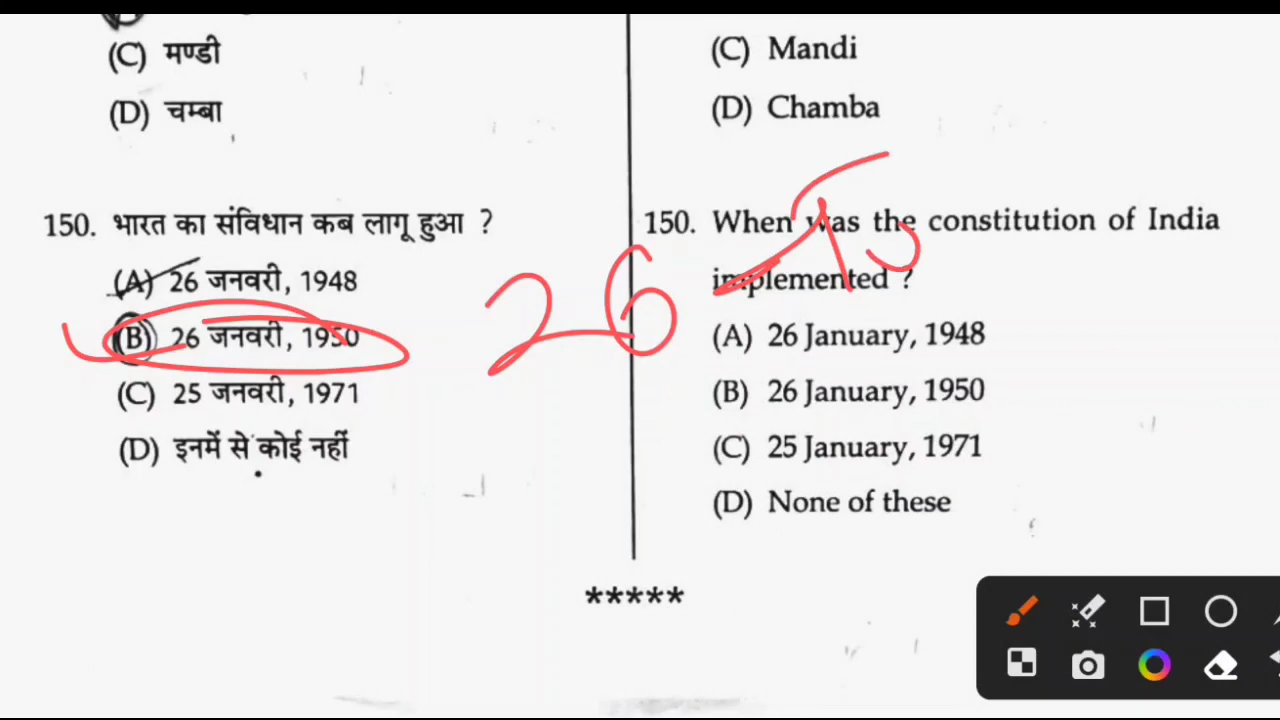 (C) मण्डी
(D) चम्बा
150. भारत का संविधान कब लागू हुआ ?
(A) 26 जनवरी, 1948
(B) 26 जनवरी, 1950
(C) 25 जनवरी, 1971
(D) इनमें से कोई नहीं
26
(C) Mandi
(D) Chamba
150. When was the constitution of India
implemented ?
(A) 26 January, 1948
(B) 26 January, 1950
(C) 25 January, 1971
(D) None of these
*****